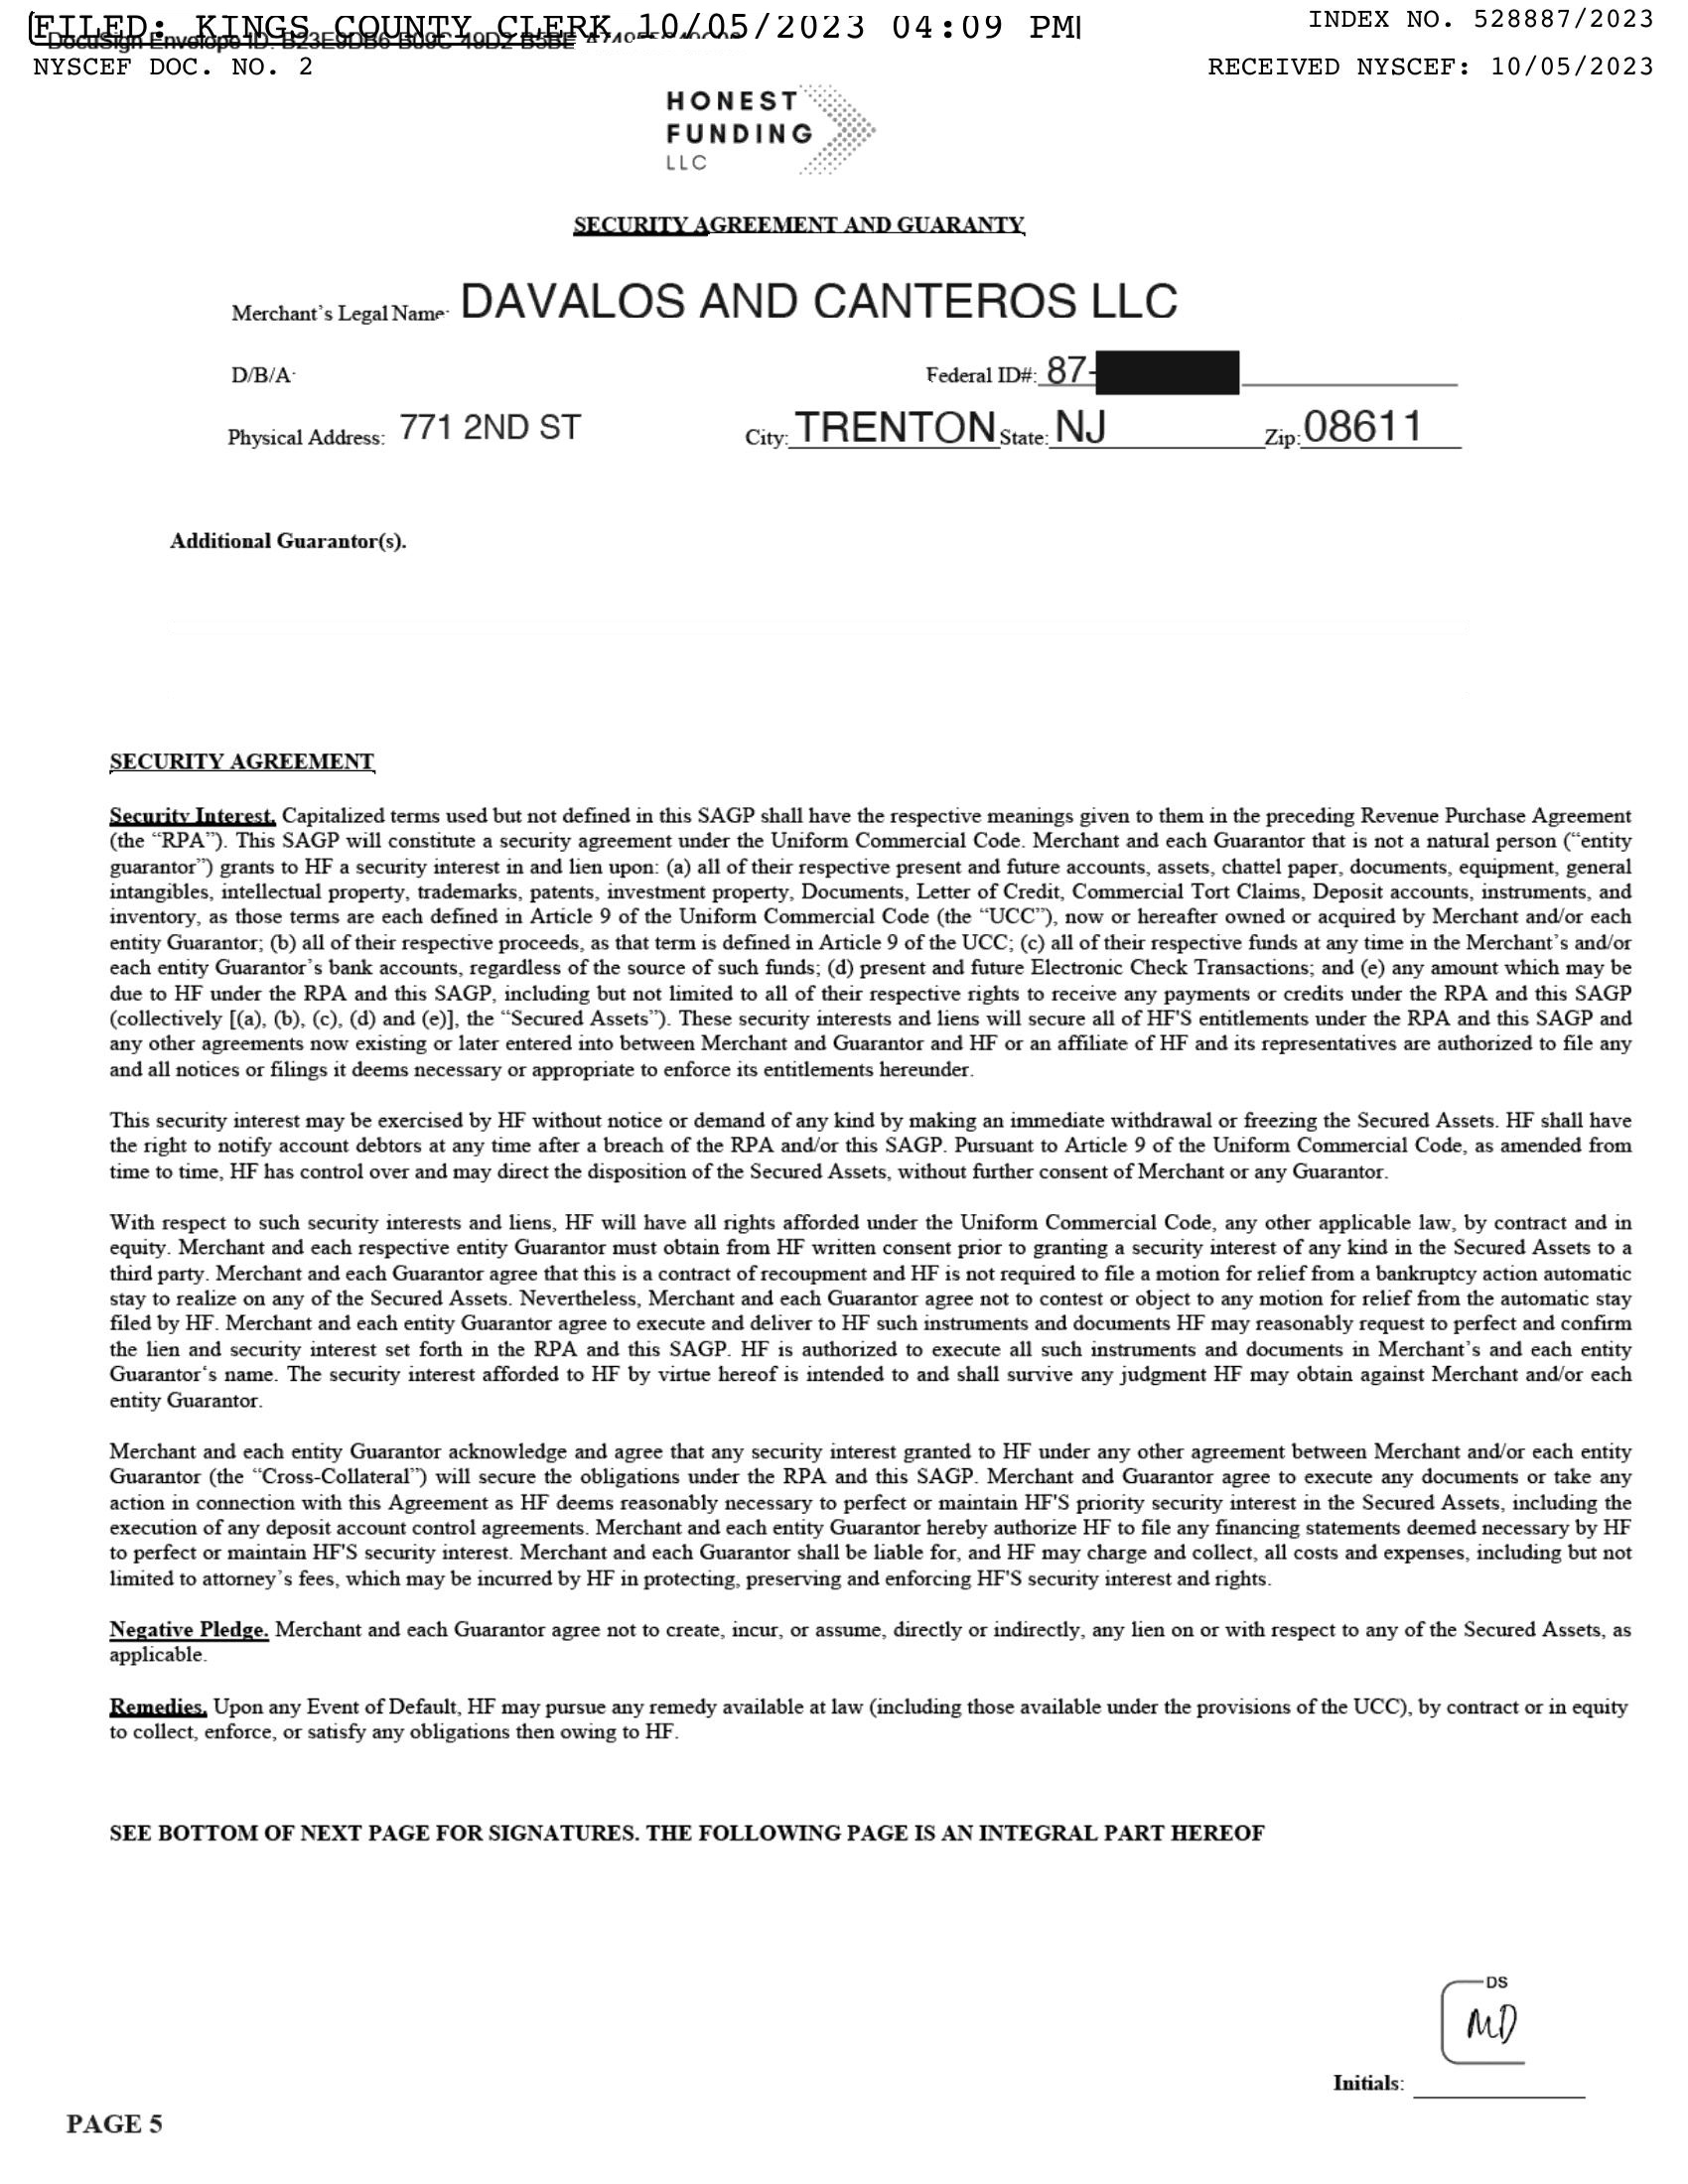 FILED: KINGS COUNTY CLERK 10/05/2023 04:09 PM
INDEX NO. 528887/2023
DocuSign Envelope ID:
NYSCEF DOC. NO. 2
RECEIVED NYSCEF: 10/05/2023
HONEST
FUNDING
LLC
SECURITY AGREEMENT AND GUARANTY
Merchant's Legal Name: DAVALOS AND CANTEROS LLC
D/B/A: Federal ID#: 87-
Physical Address: 771 2ND ST City: TRENTON State: NJ Zip: 08611
Additional Guarantor(s).
SECURITY AGREEMENT
Security Interest. Capitalized terms used but not defined in this SAGP shall have the respective meanings given to them in the preceding Revenue Purchase Agreement
(the “RPA”). This SAGP will constitute a security agreement under the Uniform Commercial Code. Merchant and each Guarantor that is not a natural person (“entity
guarantor”) grants to HF a security interest in and lien upon: (a) all of their respective present and future accounts, assets, chattel paper, documents, equipment, general
intangibles, intellectual property, trademarks, patents, investment property, Documents, Letter of Credit, Commercial Tort Claims, Deposit accounts, instruments, and
inventory, as those terms are each defined in Article 9 of the Uniform Commercial Code (the “UCC”), now or hereafter owned or acquired by Merchant and/or each
entity Guarantor; (b) all of their respective proceeds, as that term is defined in Article 9 of the UCC; (c) all of their respective funds at any time in the Merchant’s and/or
each entity Guarantor’s bank accounts, regardless of the source of such funds; (d) present and future Electronic Check Transactions; and (e) any amount which may be
due to HF under the RPA and this SAGP, including but not limited to all of their respective rights to receive any payments or credits under the RPA and this SAGP
(collectively [(a), (b), (c), (d) and (e)], the “Secured Assets”). These security interests and liens will secure all of HF'S entitlements under the RPA and this SAGP and
any other agreements now existing or later entered into between Merchant and Guarantor and HF or an affiliate of HF and its representatives are authorized to file any
and all notices or filings it deems necessary or appropriate to enforce its entitlements hereunder.
This security interest may be exercised by HF without notice or demand of any kind by making an immediate withdrawal or freezing the Secured Assets. HF shall have
the right to notify account debtors at any time after a breach of the RPA and/or this SAGP. Pursuant to Article 9 of the Uniform Commercial Code, as amended from
time to time, HF has control over and may direct the disposition of the Secured Assets, without further consent of Merchant or any Guarantor.
With respect to such security interests and liens, HF will have all rights afforded under the Uniform Commercial Code, any other applicable law, by contract and in
equity. Merchant and each respective entity Guarantor must obtain from HF written consent prior to granting a security interest of any kind in the Secured Assets to a
third party. Merchant and each Guarantor agree that this is a contract of recoupment and HF is not required to file a motion for relief from a bankruptcy action automatic
stay to realize on any of the Secured Assets. Nevertheless, Merchant and each Guarantor agree not to contest or object to any motion for relief from the automatic stay
filed by HF. Merchant and each entity Guarantor agree to execute and deliver to HF such instruments and documents HF may reasonably request to perfect and confirm
the lien and security interest set forth in the RPA and this SAGP. HF is authorized to execute all such instruments and documents in Merchant’s and each entity
Guarantor‘s name. The security interest afforded to HF by virtue hereof is intended to and shall survive any judgment HF may obtain against Merchant and/or each
entity Guarantor.
Merchant and each entity Guarantor acknowledge and agree that any security interest granted to HF under any other agreement between Merchant and/or each entity
Guarantor (the “Cross-Collateral”) will secure the obligations under the RPA and this SAGP. Merchant and Guarantor agree to execute any documents or take any
action in connection with this Agreement as HF deems reasonably necessary to perfect or maintain HF'S priority security interest in the Secured Assets, including the
execution of any deposit account control agreements. Merchant and each entity Guarantor hereby authorize HF to file any financing statements deemed necessary by HF
to perfect or maintain HF'S security interest. Merchant and each Guarantor shall be liable for, and HF may charge and collect, all costs and expenses, including but not
limited to attorney’s fees, which may be incurred by HF in protecting, preserving and enforcing HF'S security interest and rights.
Negative Pledge. Merchant and each Guarantor agree not to create, incur, or assume, directly or indirectly, any lien on or with respect to any of the Secured Assets, as
applicable.
Remedies. Upon any Event of Default, HF may pursue any remedy available at law (including those available under the provisions of the UCC), by contract or in equity
to collect, enforce, or satisfy any obligations then owing to HF.
SEE BOTTOM OF NEXT PAGE FOR SIGNATURES. THE FOLLOWING PAGE IS AN INTEGRAL PART HEREOF
DS
MD
Initials:
PAGE 5